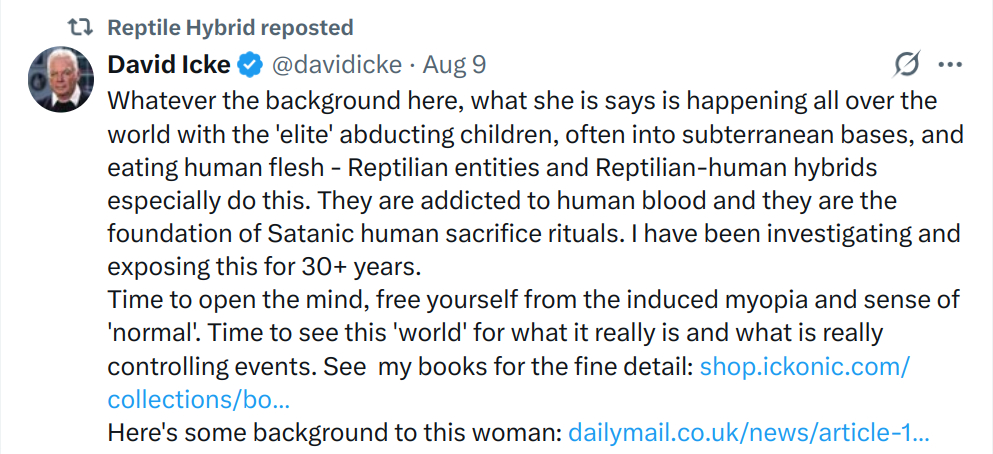 Reptile Hybrid reposted
David Icke @davidicke · Aug 9
Whatever the background here, what she is says is happening all over the
world with the 'elite' abducting children, often into subterranean bases, and
eating human flesh - Reptilian entities and Reptilian-human hybrids
especially do this. They are addicted to human blood and they are the
foundation of Satanic human sacrifice rituals. I have been investigating and
exposing this for 30+ years.
Time to open the mind, free yourself from the induced myopia and sense of
'normal'. Time to see this 'world' for what it really is and what is really
controlling events. See  my books for the fine detail: shop.ickonic.com/
collections/bo...
Here's some background to this woman: dailymail.co.uk/news/article-1...